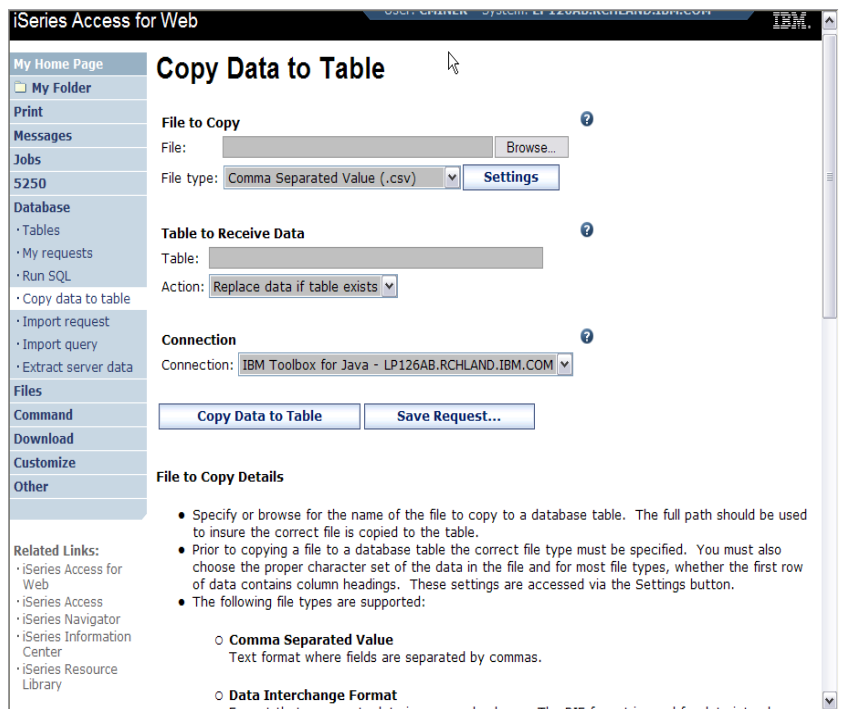 iSeries Access for Web
User: CMINER System: LP126AB.RCHLAND.IBM.COM
IBM.
My Home Page
My Folder
Print
Messages
Jobs
5250
Database
· Tables
· My requests
· Run SQL
· Copy data to table
· Import request
· Import query
· Extract server data
Files
Command
Download
Customize
Other
Related Links:
· iSeries Access for
Web
· iSeries Access
· iSeries Navigator
· iSeries Information
Center
· iSeries Resource
Library
Copy Data to Table
File to Copy
?
File:
Browse...
File type: Comma Separated Value (.csv) Settings
Table to Receive Data
?
Table:
Action: Replace data if table exists
Connection
?
Connection: IBM Toolbox for Java - LP126AB.RCHLAND.IBM.COM
Copy Data to Table Save Request...
File to Copy Details
● Specify or browse for the name of the file to copy to a database table. The full path should be used
to insure the correct file is copied to the table.
● Prior to copying a file to a database table the correct file type must be specified. You must also
choose the proper character set of the data in the file and for most file types, whether the first row
of data contains column headings. These settings are accessed via the Settings button.
● The following file types are supported:
○ Comma Separated Value
Text format where fields are separated by commas.
○ Data Interchange Format